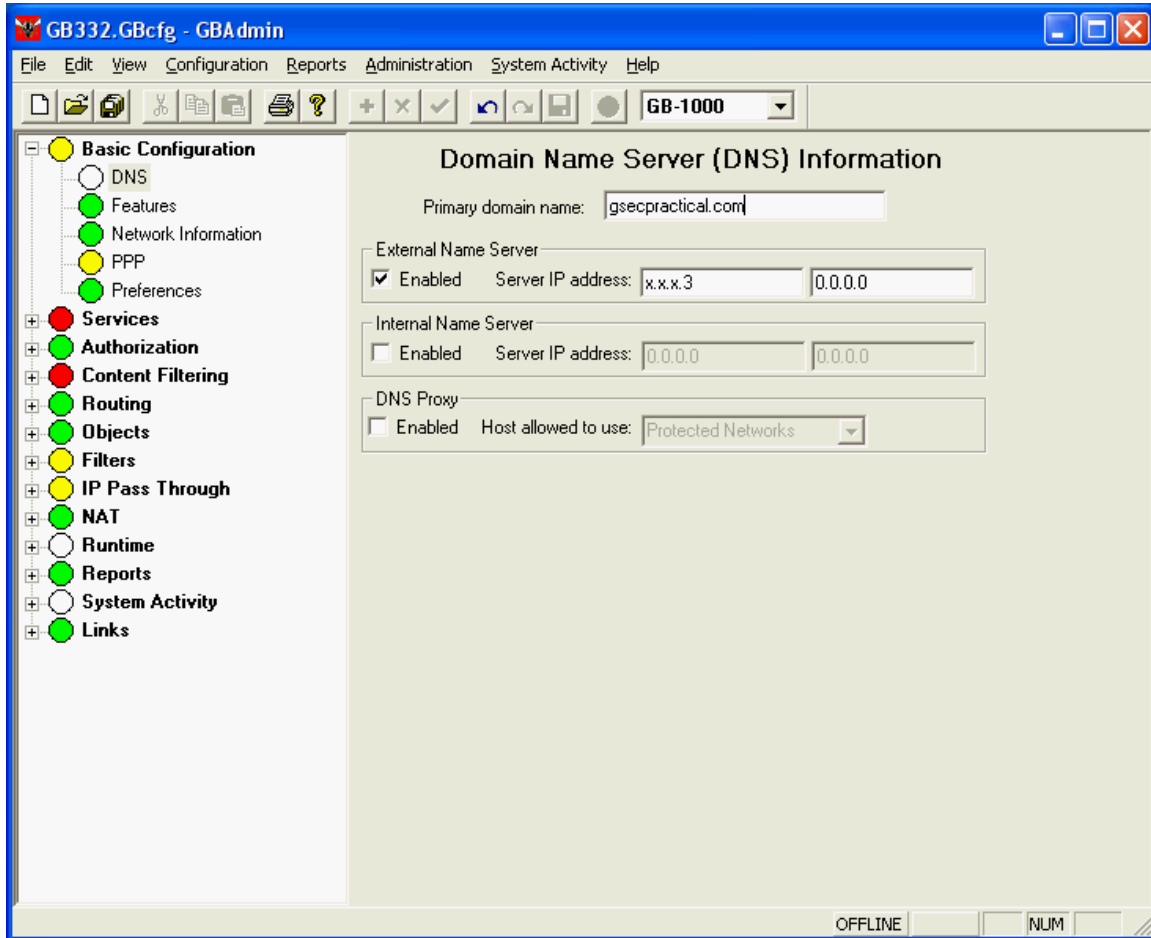 GB332.GBcfg - GBAdmin
File Edit View Configuration Reports Administration System Activity Help
GB-1000
Basic Configuration
DNS
Features
Network Information
PPP
Preferences
Services
Authorization
Content Filtering
Routing
Objects
Filters
IP Pass Through
NAT
Runtime
Reports
System Activity
Links
Domain Name Server (DNS) Information
Primary domain name: gsecpractical.com
External Name Server
Enabled Server IP address: x.x.x.3 0.0.0.0
Internal Name Server
Enabled Server IP address: 0.0.0.0 0.0.0.0
DNS Proxy
Enabled Host allowed to use: Protected Networks
OFFLINE NUM